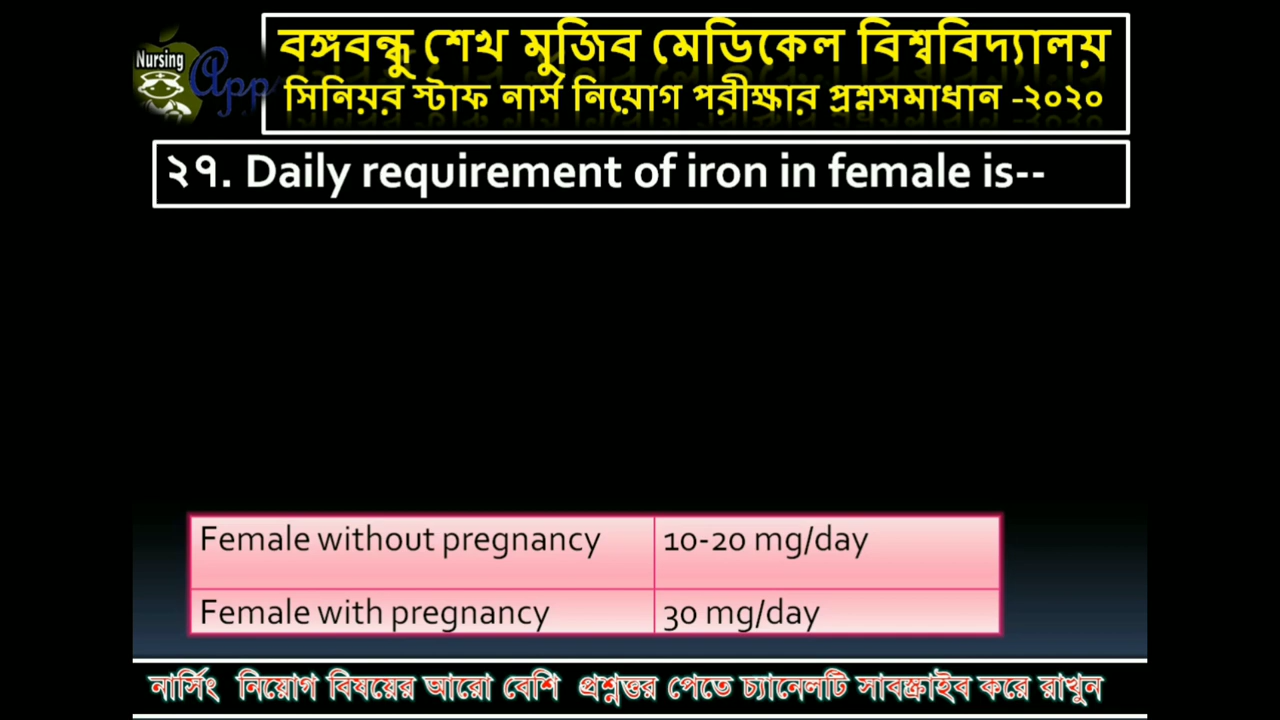 Nursing
App
বঙ্গবন্ধু শেখ মুজিব মেডিকেল বিশ্ববিদ্যালয়
সিনিয়র স্টাফ নার্স নিয়োগ পরীক্ষার প্রশ্নসমাধান -২০২০
২৭. Daily requirement of iron in female is--
Female without pregnancy 10-20 mg/day
Female with pregnancy 30 mg/day
নার্সিং নিয়োগ বিষয়ের আরো বেশি প্রশ্নত্তর পেতে চ্যানেলটি সাবস্ক্রাইব করে রাখুন